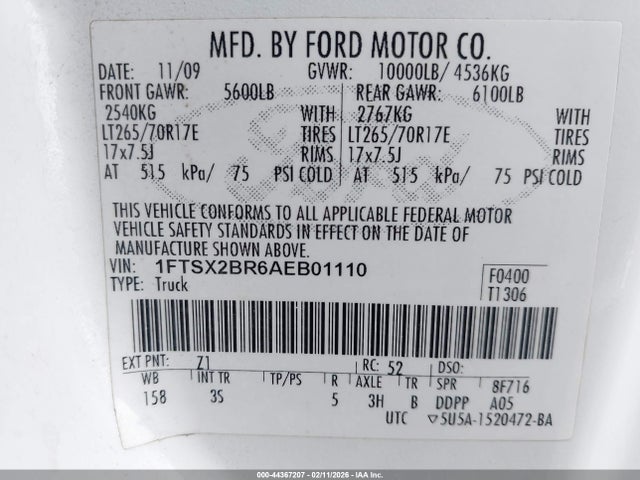 MFD. BY FORD MOTOR CO.
DATE: 11/09 GVWR: 10000LB/ 4536KG
FRONT GAWR: 5600LB REAR GAWR: 6100LB
2540KG WITH 2767KG WITH
LT265/70R17E TIRES LT265/70R17E TIRES
17x7.5J RIMS 17x7.5J RIMS
AT 515 kPa/ 75 PSI COLD AT 515 kPa/ 75 PSI COLD
THIS VEHICLE CONFORMS TO ALL APPLICABLE FEDERAL MOTOR
VEHICLE SAFETY STANDARDS IN EFFECT ON THE DATE OF
MANUFACTURE SHOWN ABOVE.
VIN: 1FTSX2BR6AEB01110 F0400
TYPE: Truck T1306
EXT PNT: Z1 RC: 52 DSO:
WB INT TR TP/PS R AXLE TR SPR 8F716
158 3S 5 3H B DDPP A05
UTC ▽5U5A-1520472-BA
000-44367207 - 02/11/2026 - IAA, Inc.